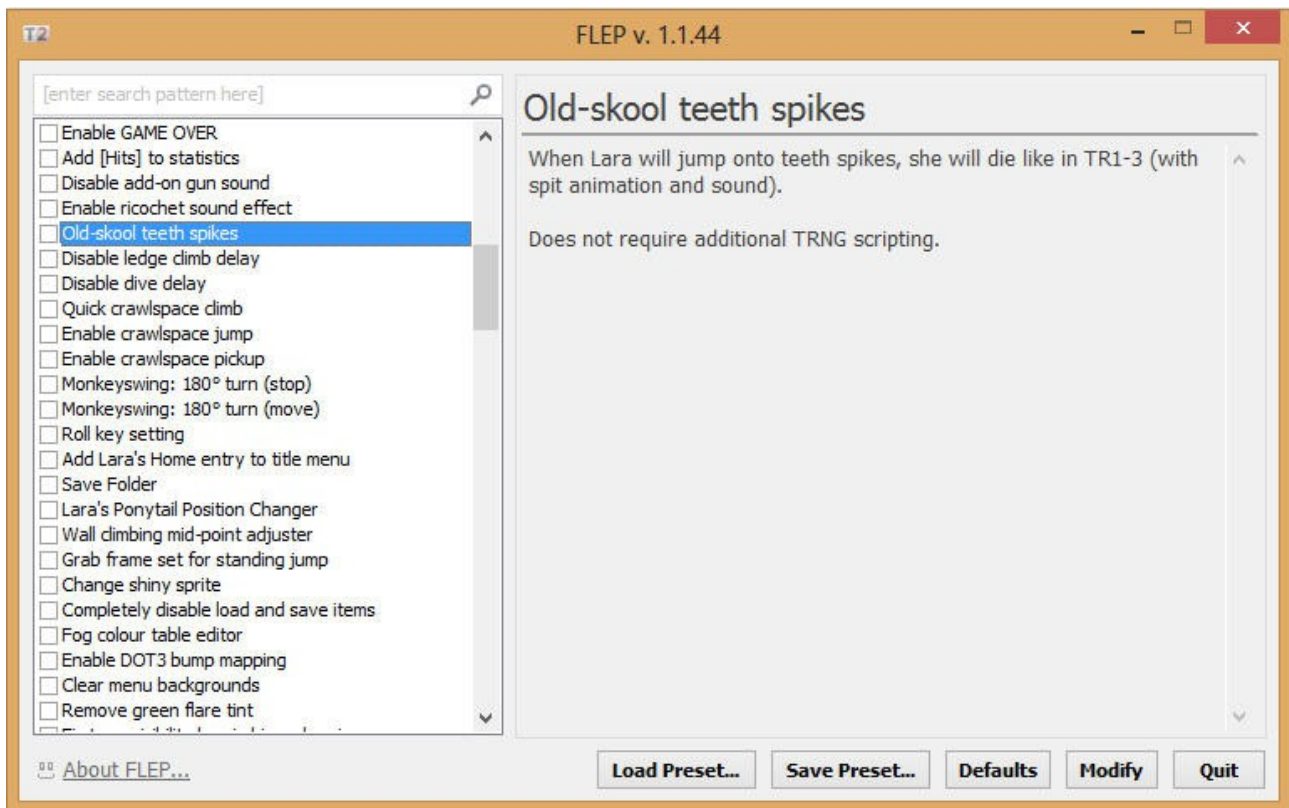 T2
FLEP v. 1.1.44
[enter search pattern here]
Enable GAME OVER
Add [Hits] to statistics
Disable add-on gun sound
Enable ricochet sound effect
Old-skool teeth spikes
Disable ledge climb delay
Disable dive delay
Quick crawlspace climb
Enable crawlspace jump
Enable crawlspace pickup
Monkeyswing: 180° turn (stop)
Monkeyswing: 180° turn (move)
Roll key setting
Add Lara's Home entry to title menu
Save Folder
Lara's Ponytail Position Changer
Wall climbing mid-point adjuster
Grab frame set for standing jump
Change shiny sprite
Completely disable load and save items
Fog colour table editor
Enable DOT3 bump mapping
Clear menu backgrounds
Remove green flare tint
Old-skool teeth spikes
When Lara will jump onto teeth spikes, she will die like in TR1-3 (with
spit animation and sound).
Does not require additional TRNG scripting.
About FLEP...
Load Preset...
Save Preset...
Defaults
Modify
Quit